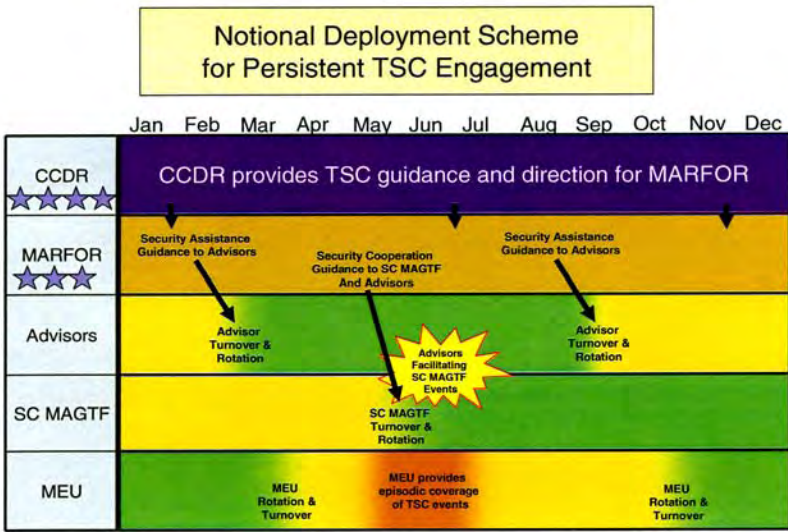 Notional Deployment Scheme
for Persistent TSC Engagement
Jan Feb Mar Apr May Jun Jul Aug Sep Oct Nov Dec
CCDR
CCDR provides TSC guidance and direction for MARFOR
MARFOR
Security Assistance
Guidance to Advisors
Security Cooperation
Guidance to SC MAGTF
And Advisors
Security Assistance
Guidance to Advisors
Advisors
Advisor
Turnover &
Rotation
Advisors
Facilitating
SC MAGTF
Events
Advisor
Turnover &
Rotation
SC MAGTF
SC MAGTF
Turnover &
Rotation
MEU
MEU
Rotation &
Turnover
MEU provides
episodic coverage
of TSC events
MEU
Rotation &
Turnover